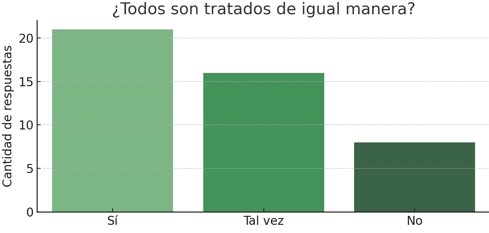 ¿Todos son tratados de igual manera?
Cantidad de respuestas
20
15
10
5
0
Sí
Tal vez
No